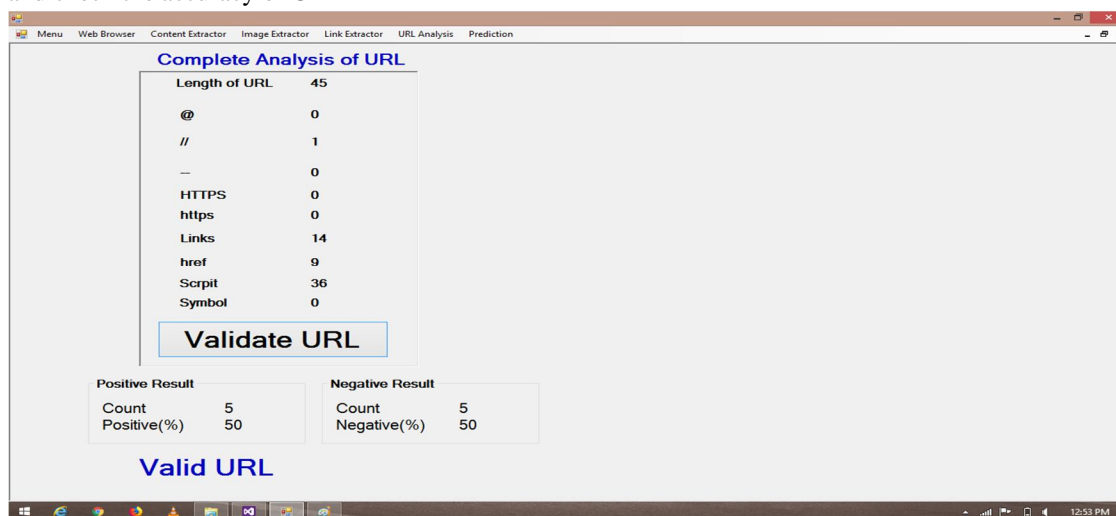 Menu Web Browser Content Extractor Image Extractor Link Extractor URL Analysis Prediction
Complete Analysis of URL
Length of URL 45
@ 0
// 1
-- 0
HTTPS 0
https 0
Links 14
href 9
Scrpit 36
Symbol 0
Validate URL
Positive Result Negative Result
Count 5 Count 5
Positive(%) 50 Negative(%) 50
Valid URL
12:53 PM